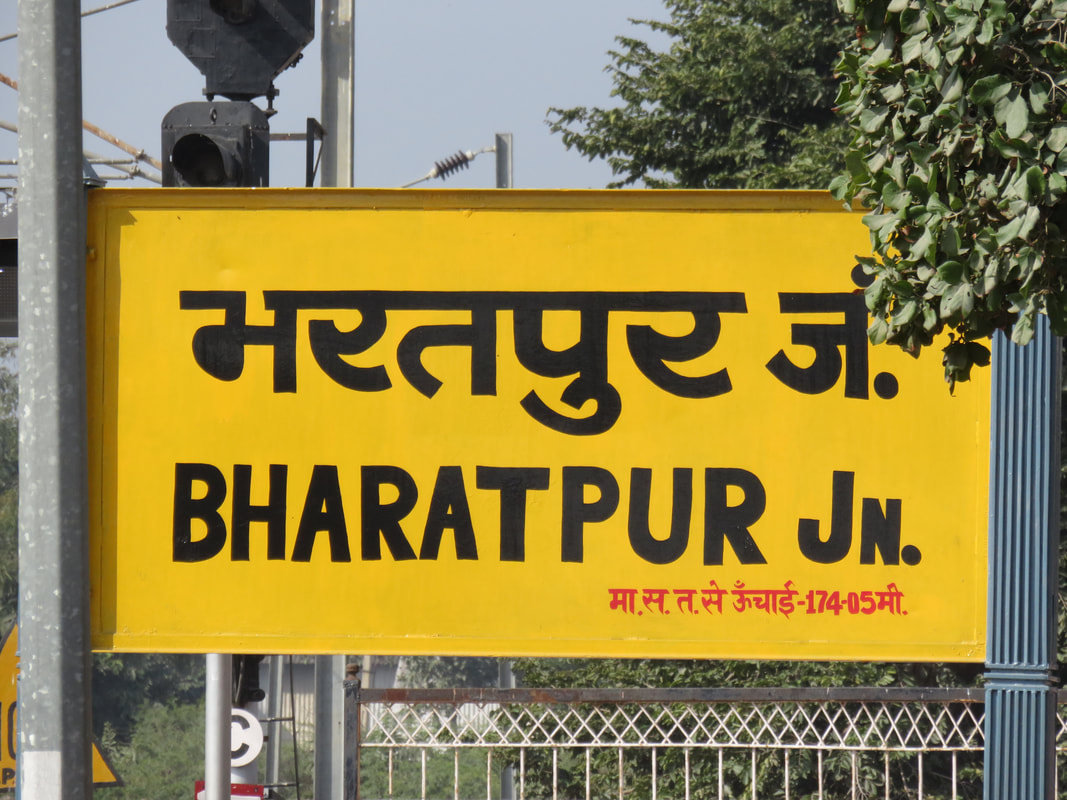 भरतपुर जं.
BHARATPUR JN.
मा.स.त.से ऊँचाई-174-05मी.
C